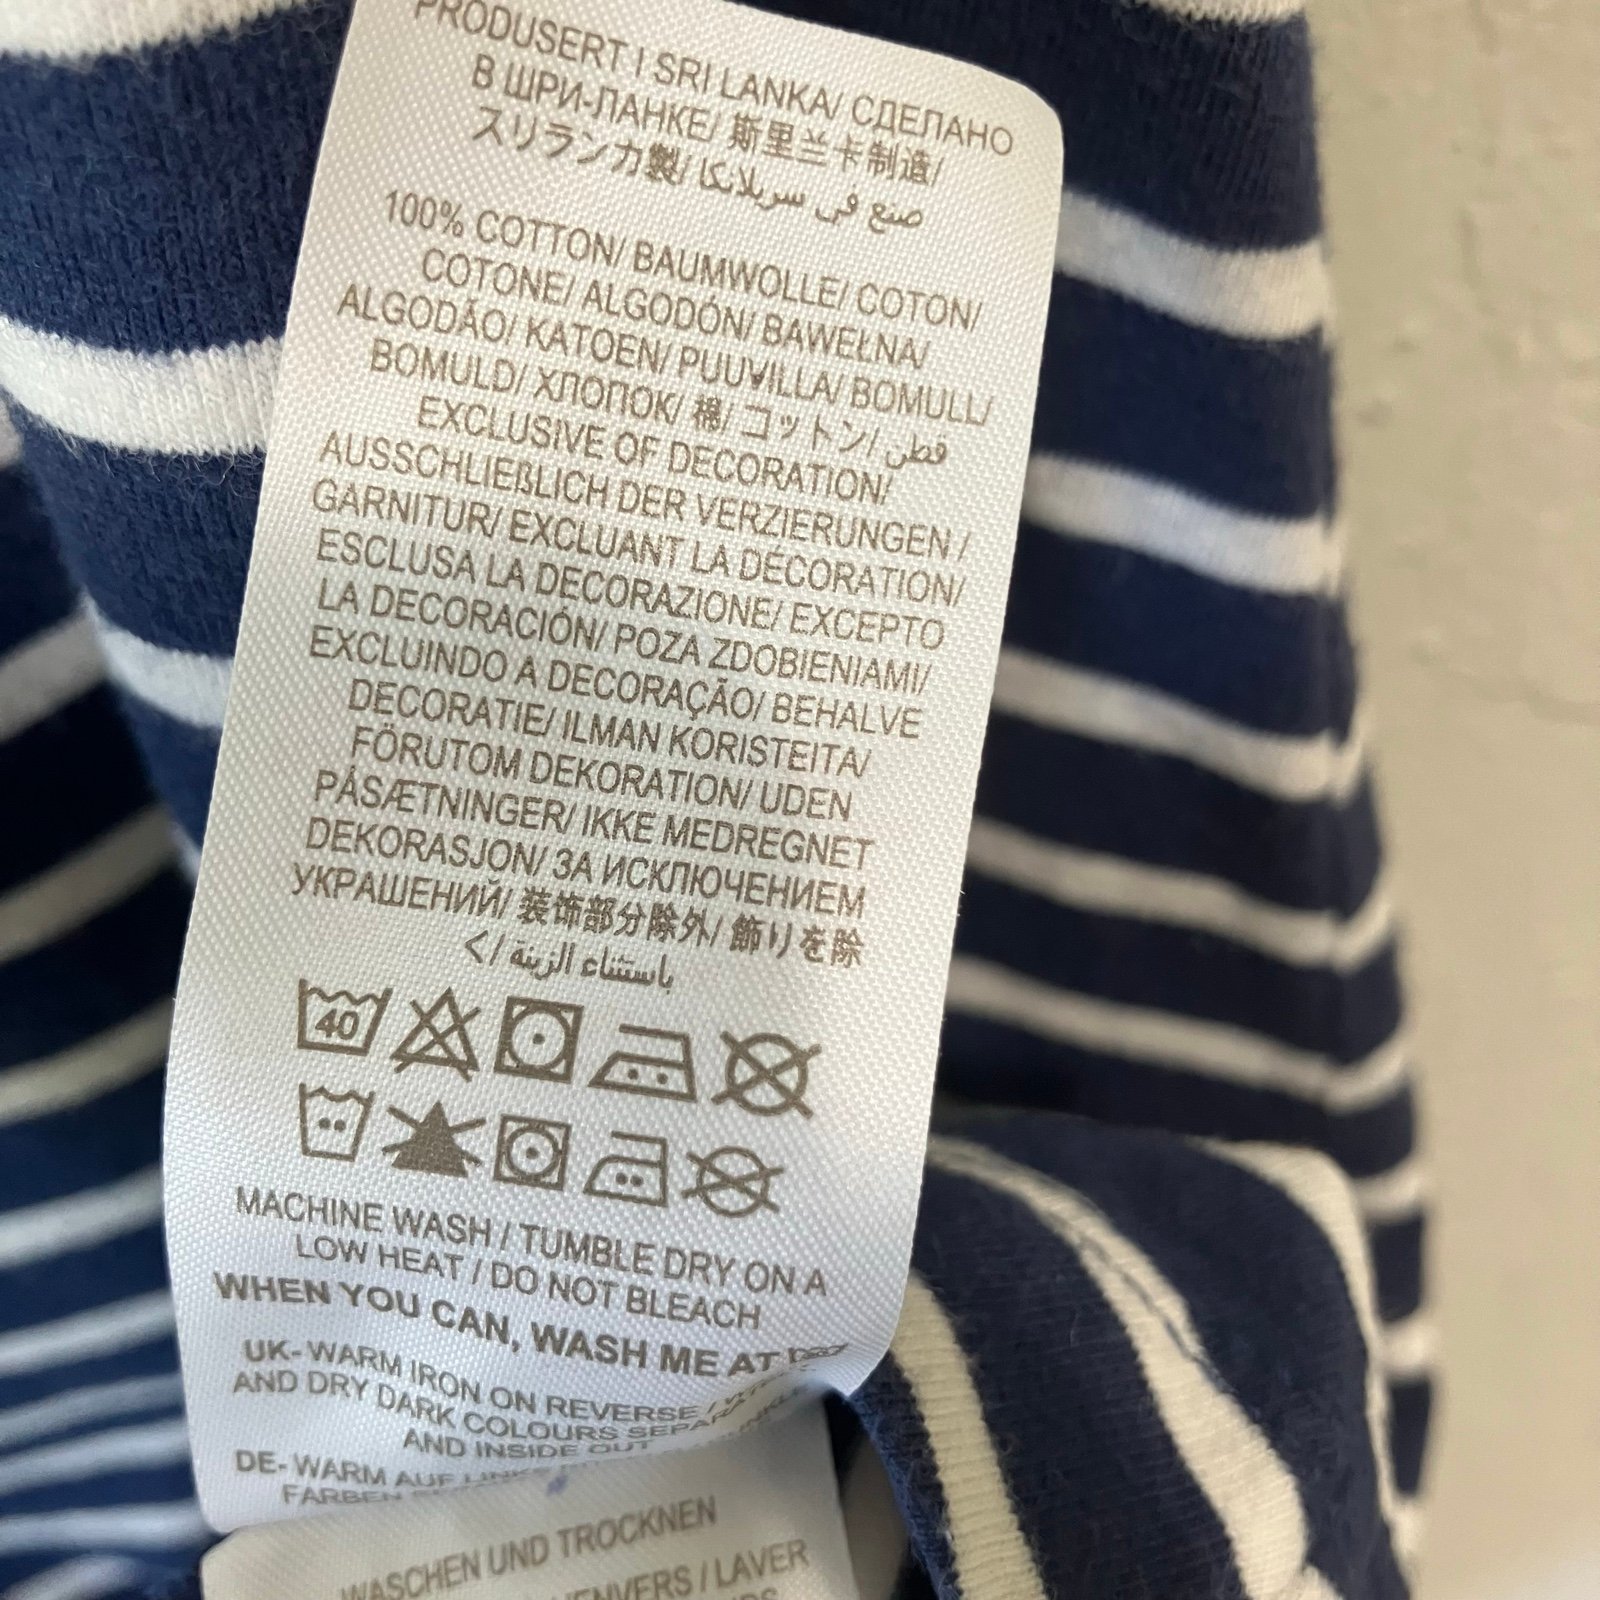 PRODUSERT I SRI LANKA/ СДЕЛАНО
В ШРИ-ЛАНКЕ/ 斯里兰卡制造/
スリランカ製/ صنع في سريلانكا
100% COTTON/ BAUMWOLLE/ COTON/
COTONE/ ALGODÓN/ BAWEŁNA/
ALGODÃO/ KATOEN/ PUUVILLA/ BOMULL/
BOMULD/ ХЛОПОК/ 棉/ コットン/ قطن
EXCLUSIVE OF DECORATION/
AUSSCHLIEßLICH DER VERZIERUNGEN /
GARNITUR/ EXCLUANT LA DÉCORATION/
ESCLUSA LA DECORAZIONE/ EXCEPTO
LA DECORACIÓN/ POZA ZDOBIENIAMI/
EXCLUINDO A DECORAÇÃO/ BEHALVE
DECORATIE/ ILMAN KORISTEITA/
FÖRUTOM DEKORATION/ UDEN
PÅSÆTNINGER/ IKKE MEDREGNET
DEKORASJON/ ЗА ИСКЛЮЧЕНИЕМ
УКРАШЕНИЙ/ 装饰部分除外/ 飾りを除
く/ باستثناء الزينة
40
MACHINE WASH / TUMBLE DRY ON A
LOW HEAT / DO NOT BLEACH
WHEN YOU CAN, WASH ME AT
UK- WARM IRON ON REVERSE /
AND DRY DARK COLOURS
AND INSIDE OUT
DE- WARM AUF
FARBEN
WASCHEN UND TROCKNEN
/ LAVER